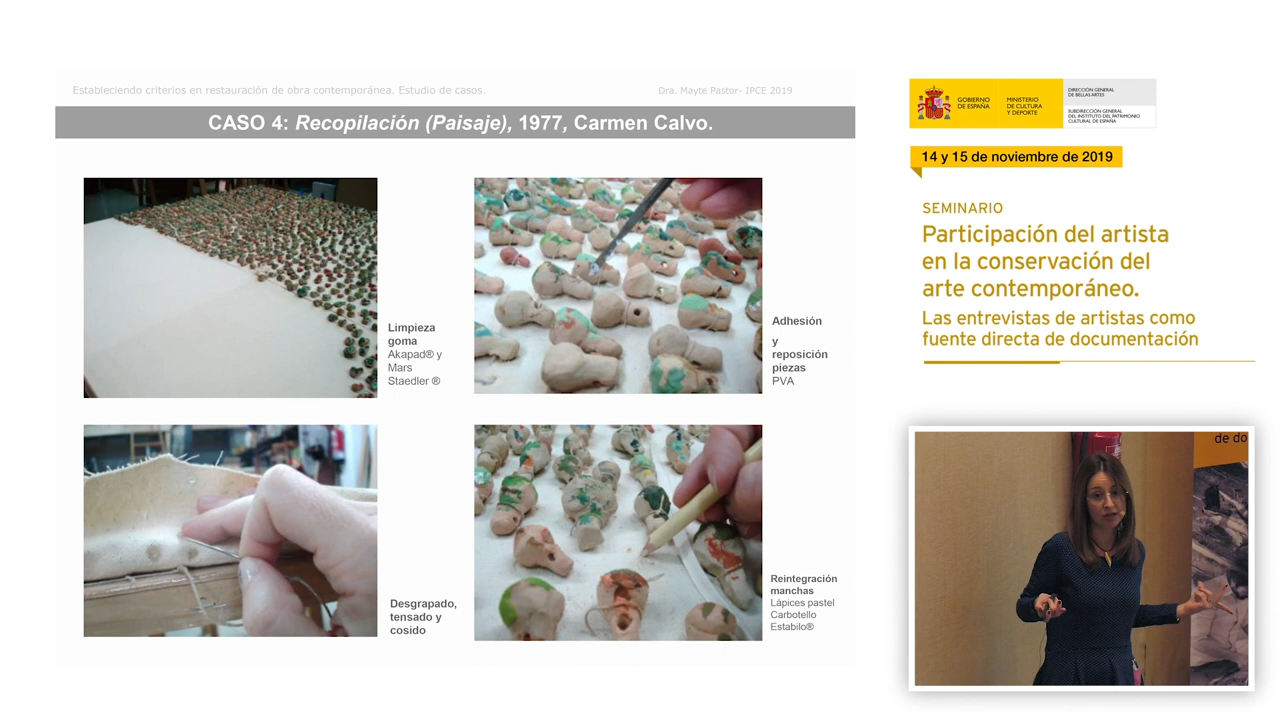 Estableciendo criterios en restauración de obra contemporánea. Estudio de casos.
Dra. Mayte Pastor- IPCE 2019
CASO 4: Recopilación (Paisaje), 1977, Carmen Calvo.
Limpieza
goma
Akapad® y
Mars
Staedler ®
Adhesión
y
reposición
piezas
PVA
Desgrapado,
tensado y
cosido
Reintegración
manchas
Lápices pastel
Carbotello
Estabilo®
GOBIERNO
DE ESPAÑA
MINISTERIO
DE CULTURA
Y DEPORTE
DIRECCIÓN GENERAL
DE BELLAS ARTES
SUBDIRECCIÓN GENERAL
DEL INSTITUTO DEL PATRIMONIO
CULTURAL DE ESPAÑA
14 y 15 de noviembre de 2019
SEMINARIO
Participación del artista
en la conservación del
arte contemporáneo.
Las entrevistas de artistas como
fuente directa de documentación
de do